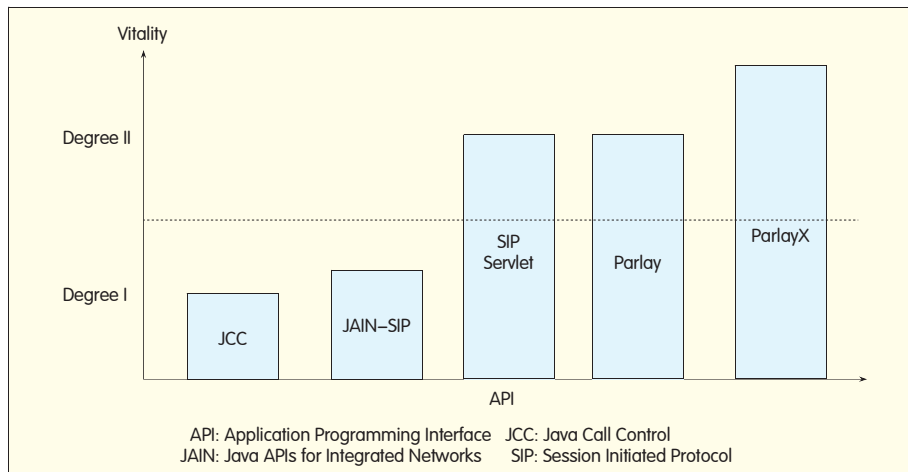 Vitality
Degree II
Degree I
JCC
JAIN–SIP
SIP
Servlet
Parlay
ParlayX
API
API: Application Programming Interface JCC: Java Call Control
JAIN: Java APIs for Integrated Networks SIP: Session Initiated Protocol